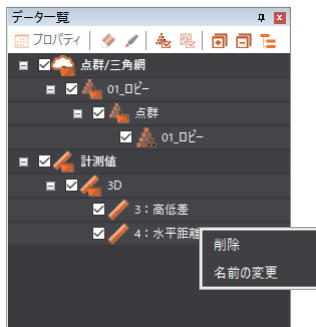 データ一覧
プロパティ
点群/三角網
01_ロビー
点群
01_ロビー
計測値
3D
3：高低差
4：水平距離
削除
名前の変更